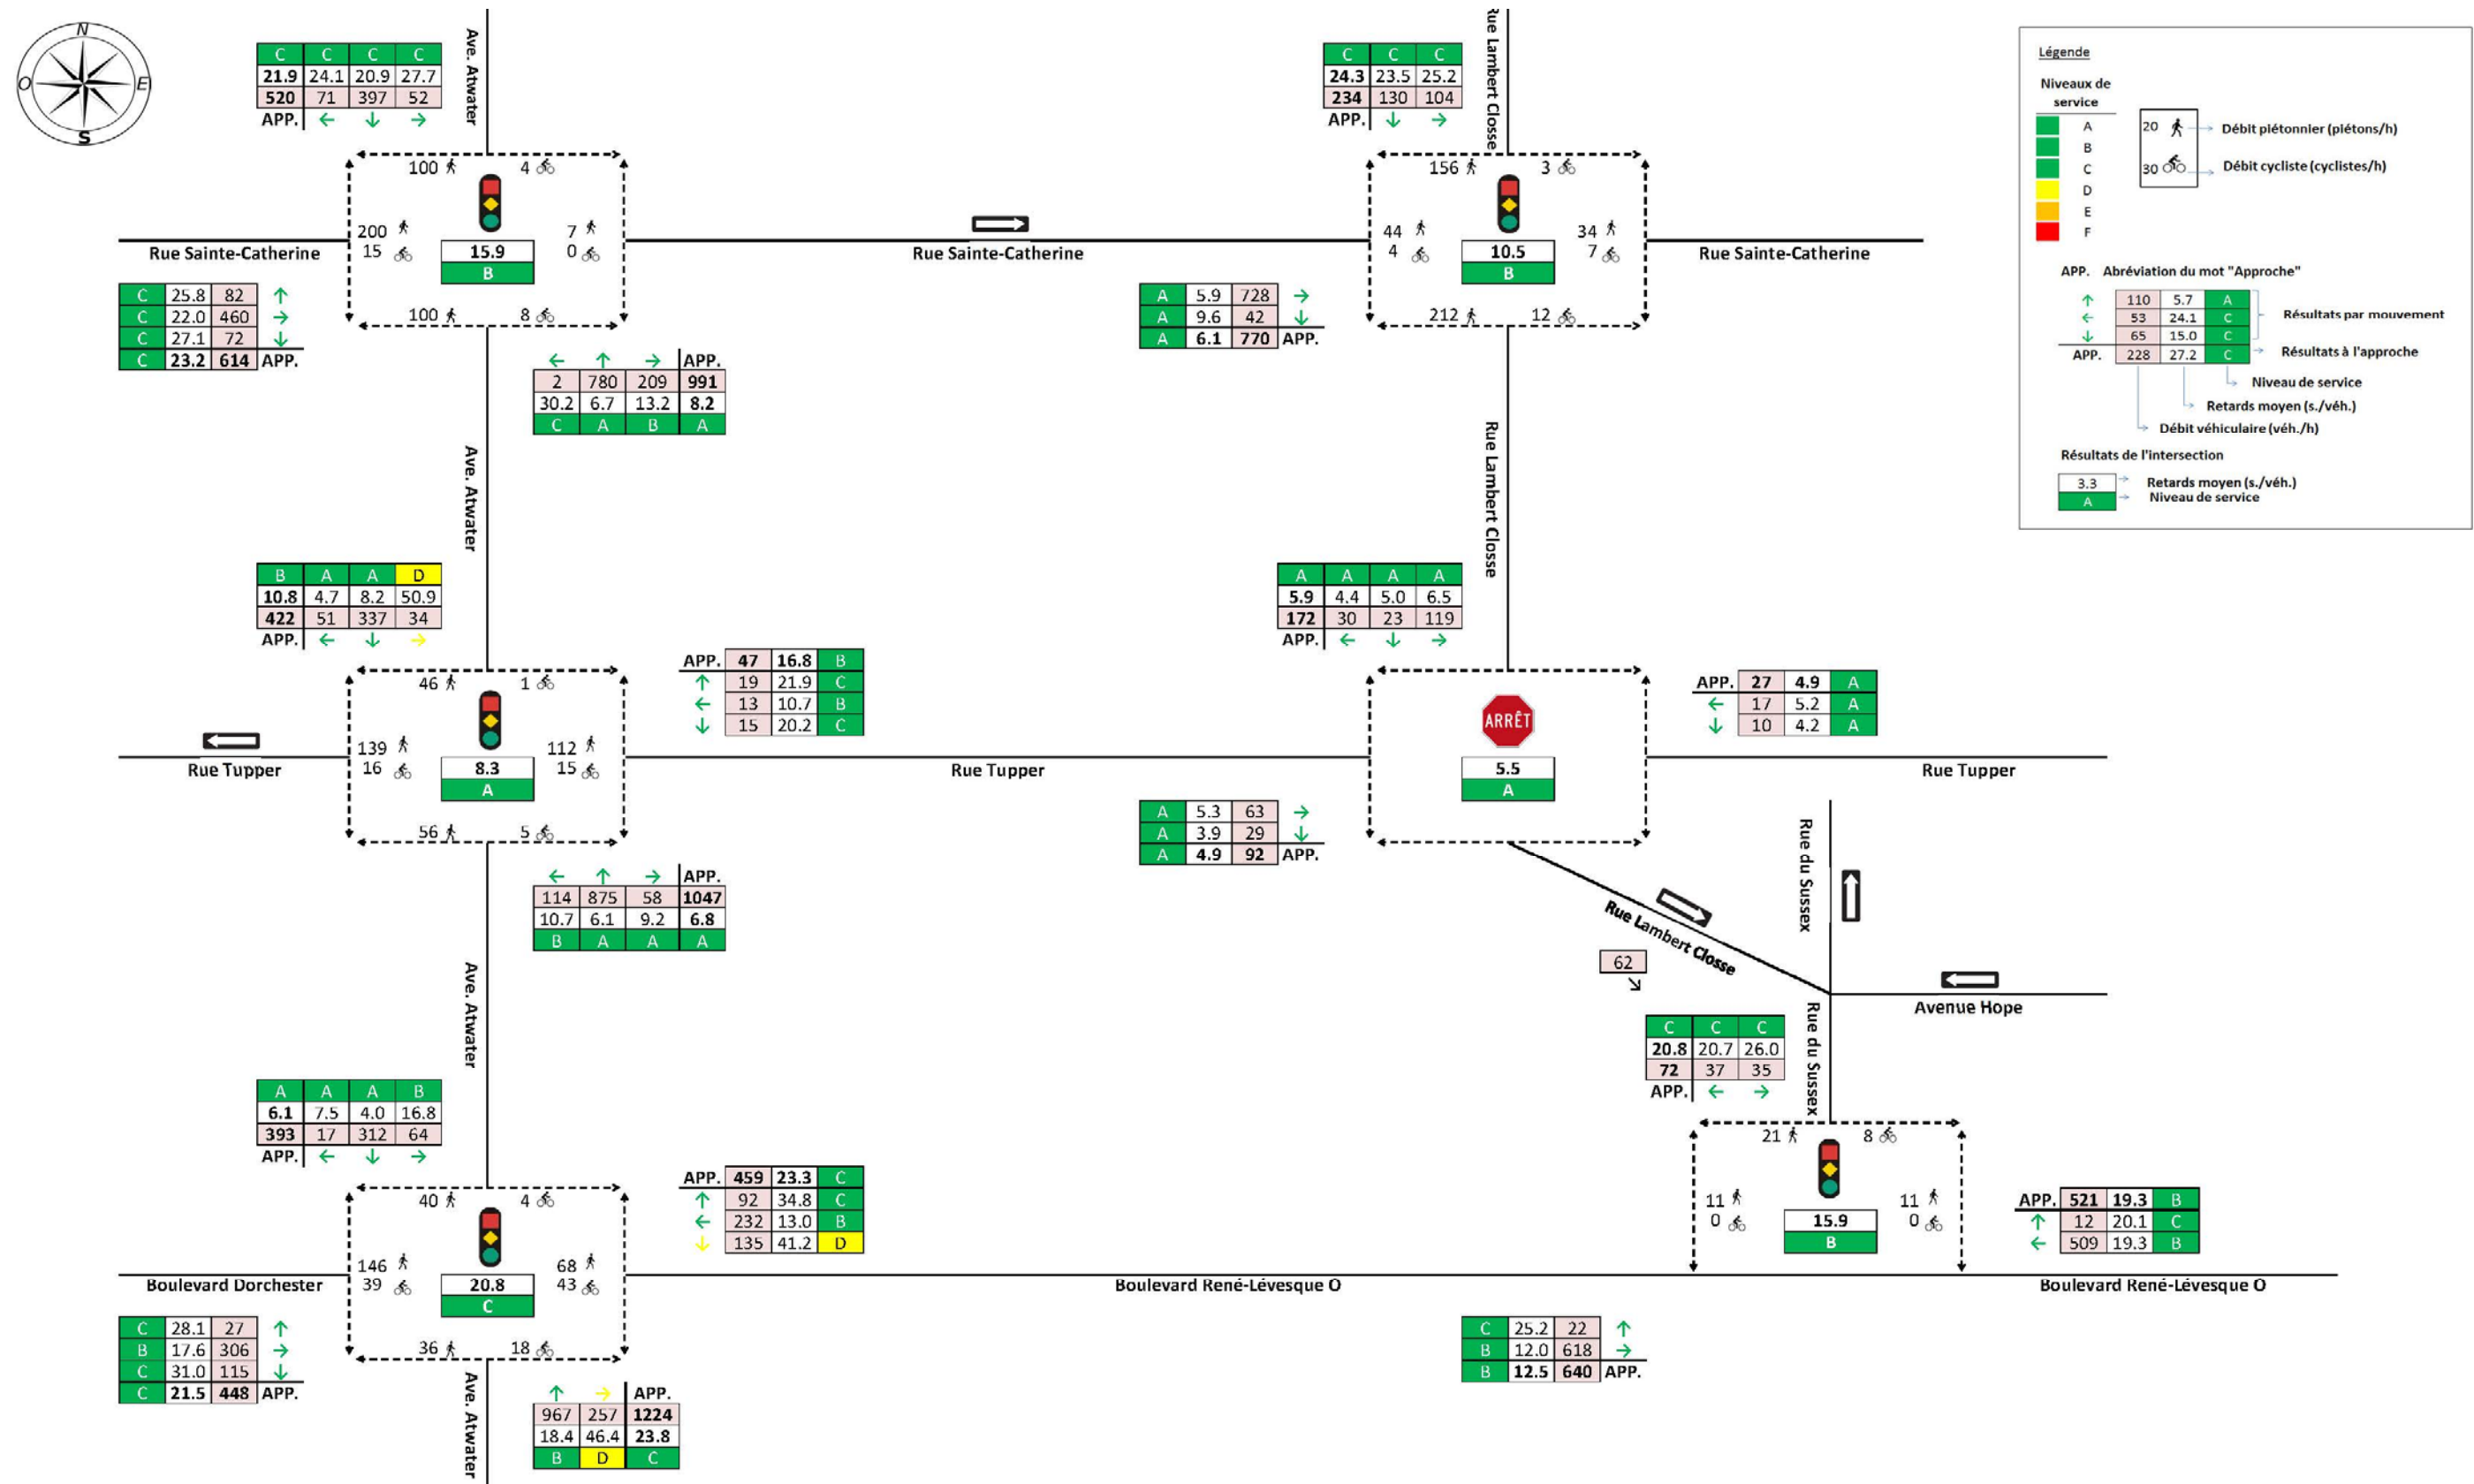 N
O
E
S
C C C C
21.9 24.1 20.9 27.7
520 71 397 52
APP. ← ↓ →
Ave. Atwater
C C C
24.3 23.5 25.2
234 130 104
APP. ↓ →
Rue Lambert Closse
100 4
200 7
15 0
15.9
B
100 8
Rue Sainte-Catherine
Rue Sainte-Catherine
156 3
44 34
4 7
10.5
B
212 12
Rue Sainte-Catherine
C 25.8 82 ↑
C 22.0 460 →
C 27.1 72 ↓
C 23.2 614 APP.
← ↑ → APP.
2 780 209 991
30.2 6.7 13.2 8.2
C A B A
A 5.9 728 →
A 9.6 42 ↓
A 6.1 770 APP.
Ave. Atwater
Rue Lambert Closse
B A A D
10.8 4.7 8.2 50.9
422 51 337 34
APP. ← ↓ →
APP. 47 16.8 B
↑ 19 21.9 C
← 13 10.7 B
↓ 15 20.2 C
A A A A
5.9 4.4 5.0 6.5
172 30 23 119
APP. ← ↓ →
APP. 27 4.9 A
← 17 5.2 A
↓ 10 4.2 A
46 1
139 112
16 15
8.3
A
56 5
Rue Tupper
Rue Tupper
ARRÊT
5.5
A
Rue Tupper
← ↑ → APP.
114 875 58 1047
10.7 6.1 9.2 6.8
B A A A
A 5.3 63 →
A 3.9 29 ↓
A 4.9 92 APP.
Rue du Sussex
Rue Lambert Closse
62
↘
Avenue Hope
Ave. Atwater
C C C
20.8 20.7 26.0
72 37 35
APP. ← →
Rue du Sussex
A A A B
6.1 7.5 4.0 16.8
393 17 312 64
APP. ← ↓ →
APP. 459 23.3 C
↑ 92 34.8 C
← 232 13.0 B
↓ 135 41.2 D
40 4
146 68
39 43
20.8
C
36 18
Boulevard Dorchester
Boulevard René-Lévesque O
21 8
11 11
0 0
15.9
B
APP. 521 19.3 B
↑ 12 20.1 C
← 509 19.3 B
Boulevard René-Lévesque O
C 28.1 27 ↑
B 17.6 306 →
C 31.0 115 ↓
C 21.5 448 APP.
↑ → APP.
967 257 1224
18.4 46.4 23.8
B D C
Ave. Atwater
C 25.2 22 ↑
B 12.0 618 →
B 12.5 640 APP.
Légende
Niveaux de
service
A
B
C
D
E
F
20 Débit piétonnier (piétons/h)
30 Débit cycliste (cyclistes/h)
APP. Abréviation du mot "Approche"
↑ 110 5.7 A
← 53 24.1 C
↓ 65 15.0 C
APP. 228 27.2 C
Résultats par mouvement
Résultats à l'approche
Niveau de service
Retards moyen (s./véh.)
Débit véhiculaire (véh./h)
Résultats de l'intersection
3.3 Retards moyen (s./véh.)
A Niveau de service